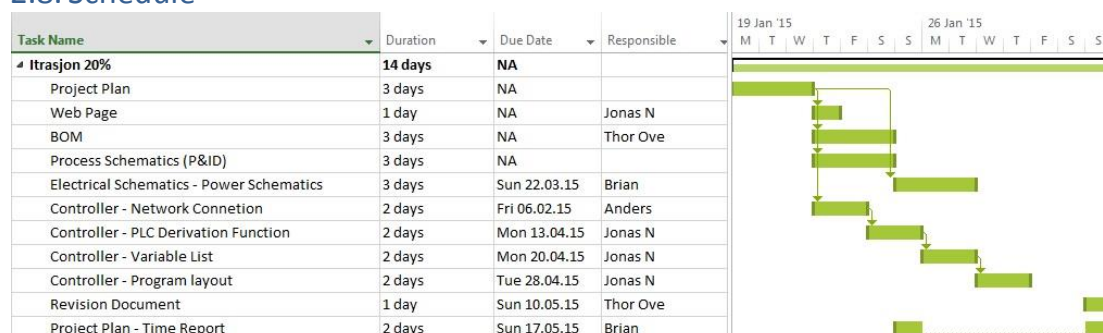 2.8. Schedule
19 Jan '15 26 Jan '15
Task Name Duration Due Date Responsible M T W T F S S M T W T F S S
Itrasjon 20% 14 days NA
Project Plan 3 days NA
Web Page 1 day NA Jonas N
BOM 3 days NA Thor Ove
Process Schematics (P&ID) 3 days NA
Electrical Schematics - Power Schematics 3 days Sun 22.03.15 Brian
Controller - Network Connetion 2 days Fri 06.02.15 Anders
Controller - PLC Derivation Function 2 days Mon 13.04.15 Jonas N
Controller - Variable List 2 days Mon 20.04.15 Jonas N
Controller - Program layout 2 days Tue 28.04.15 Jonas N
Revision Document 1 day Sun 10.05.15 Thor Ove
Project Plan - Time Report 2 days Sun 17.05.15 Brian